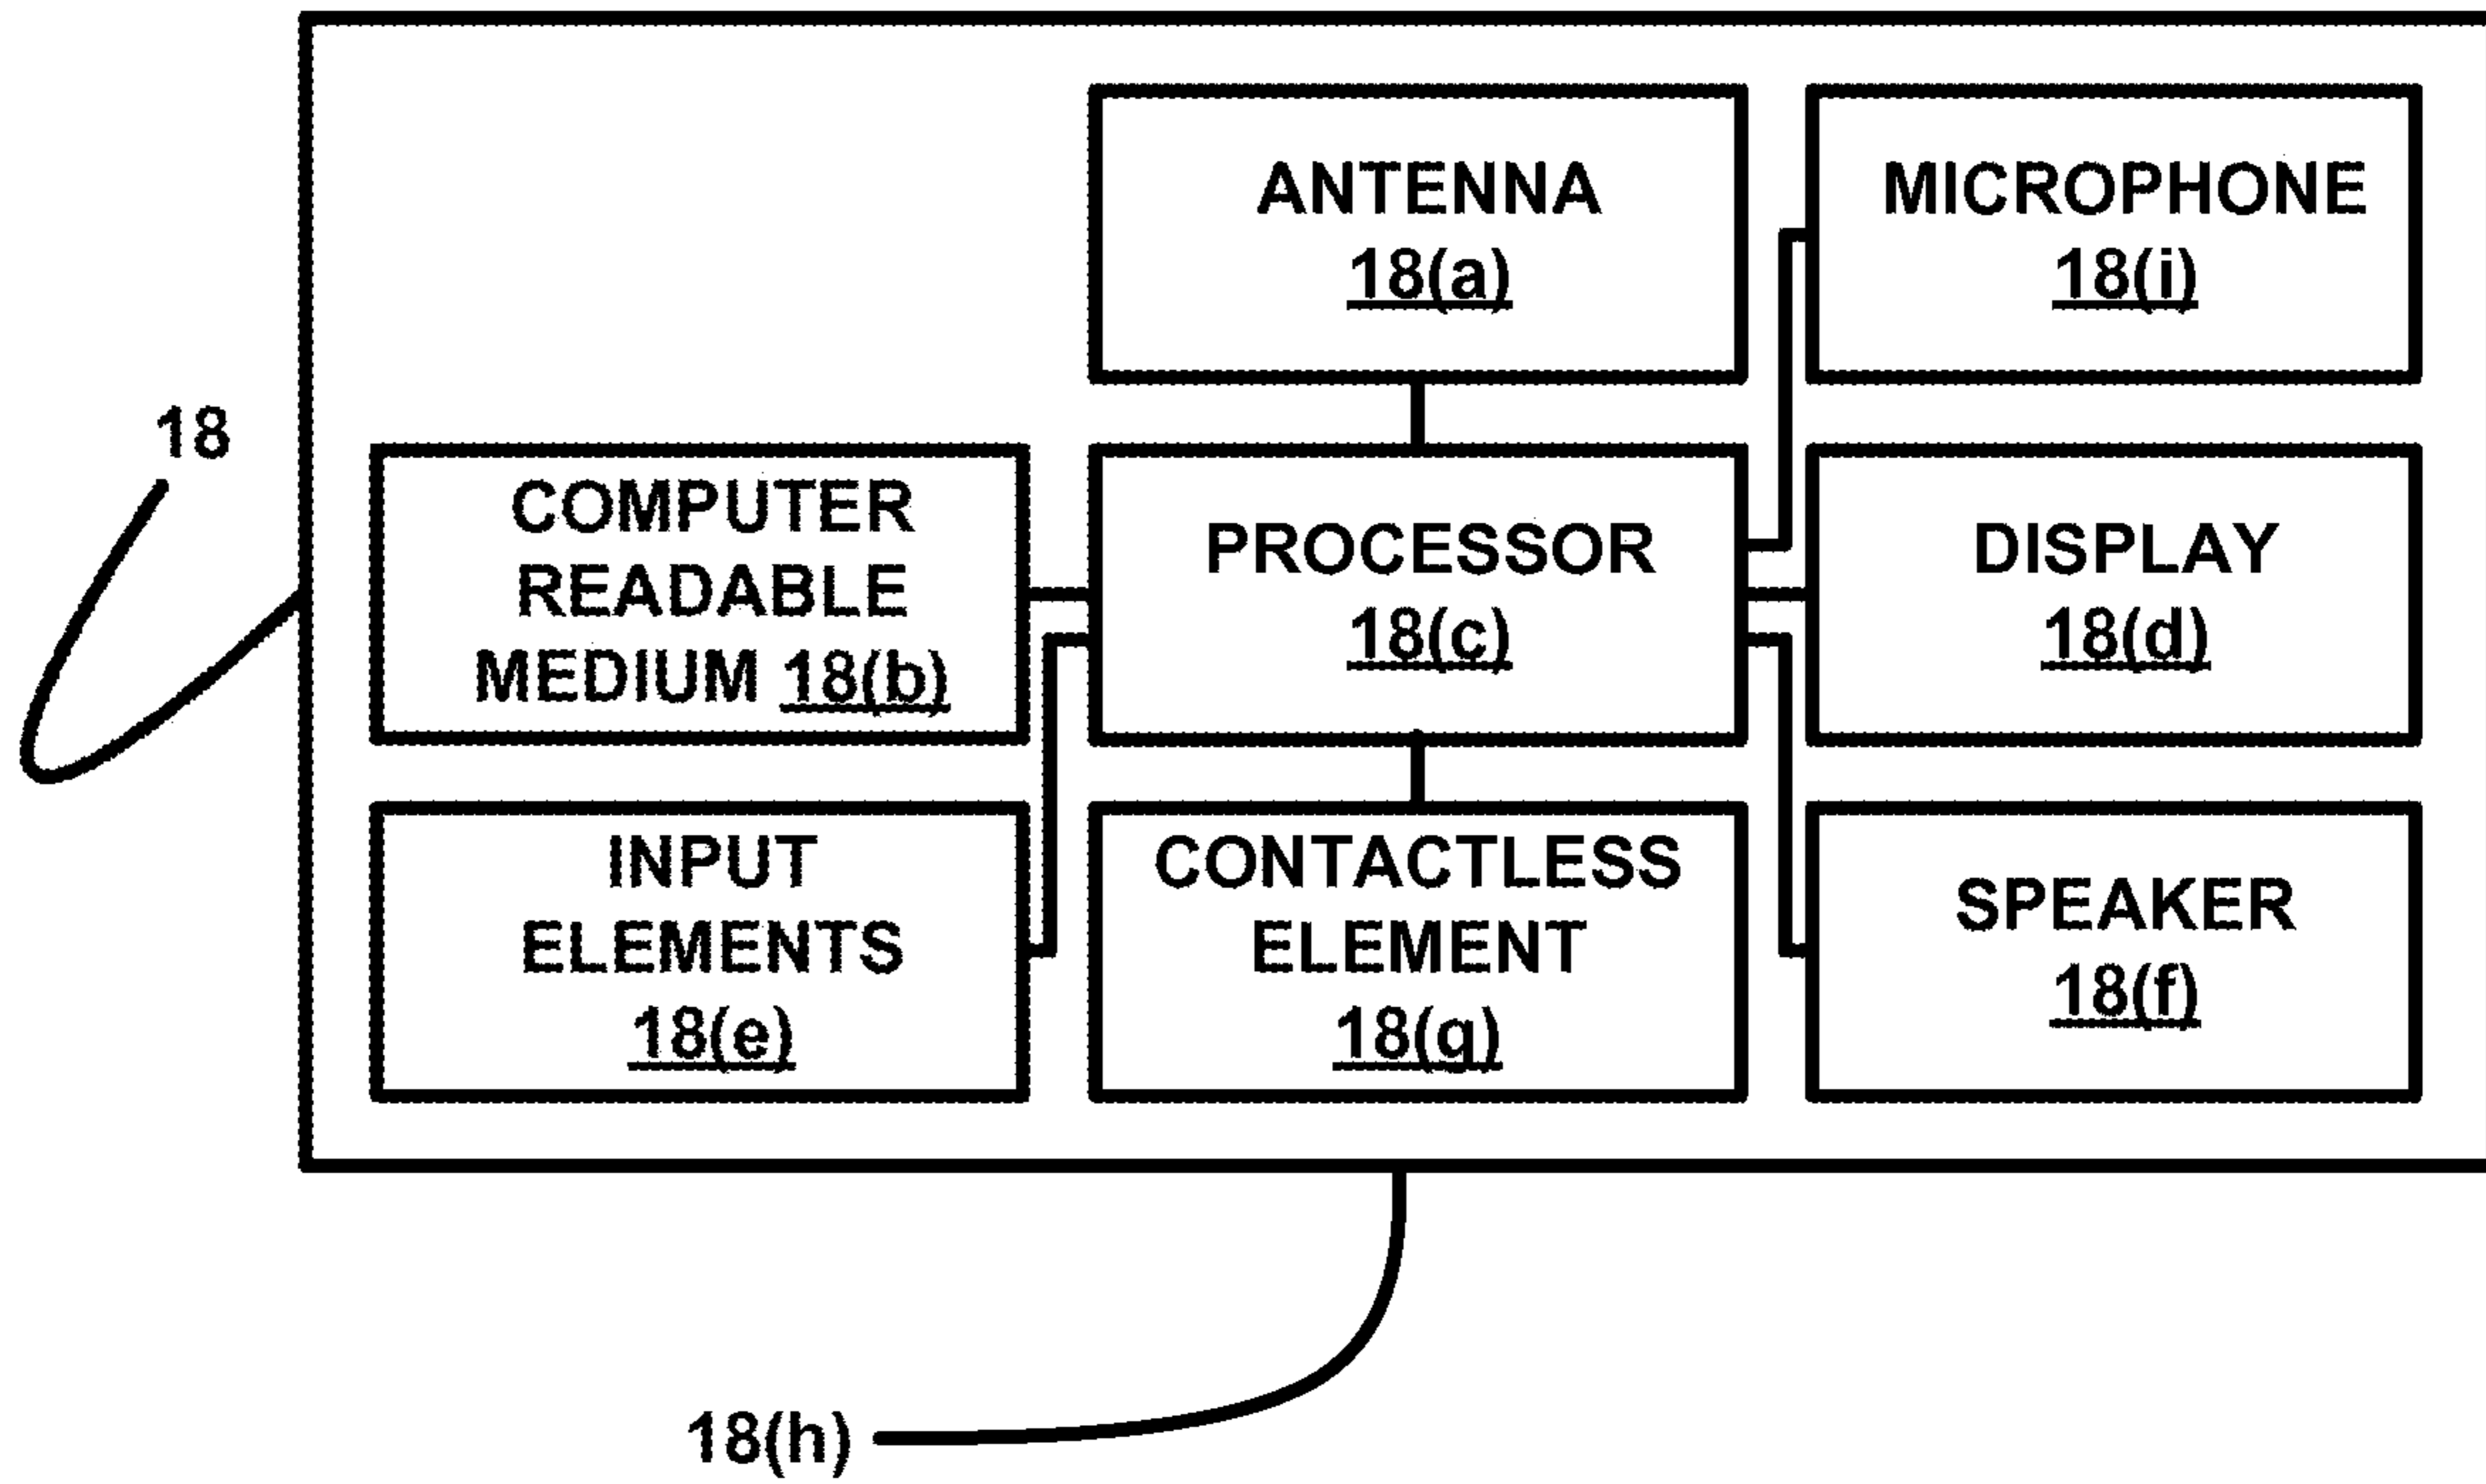 ANTENNA
18(a)
MICROPHONE
18(i)
18
COMPUTER
READABLE
MEDIUM 18(b)
PROCESSOR
18(c)
DISPLAY
18(d)
INPUT
ELEMENTS
18(e)
CONTACTLESS
ELEMENT
18(g)
SPEAKER
18(f)
18(h)